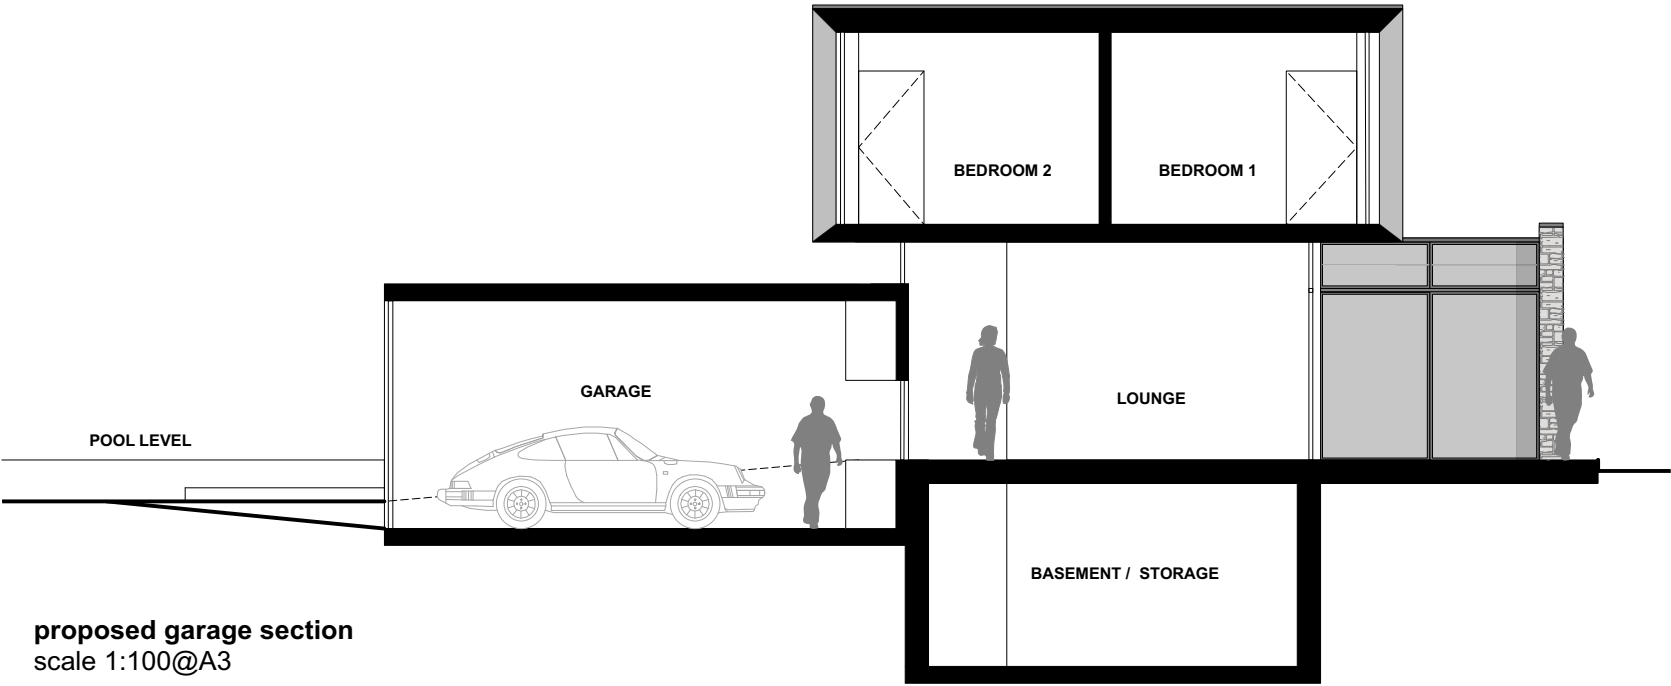 BEDROOM 2
BEDROOM 1
GARAGE
LOUNGE
POOL LEVEL
BASEMENT / STORAGE
proposed garage section
scale 1:100@A3